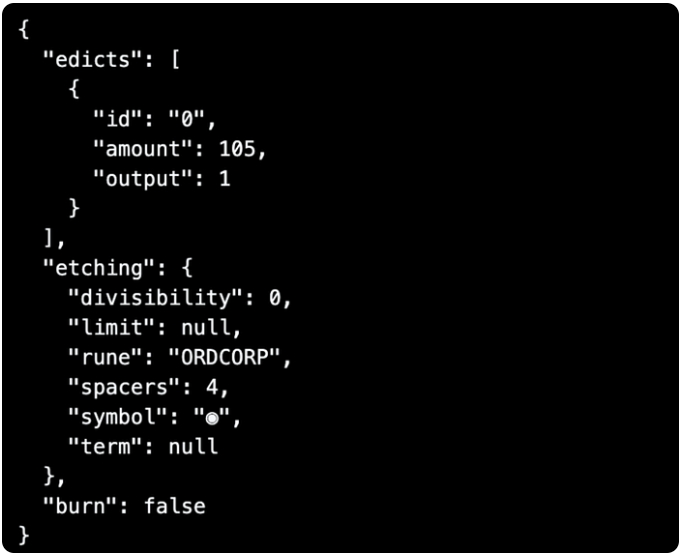 {
  "edicts": [
    {
      "id": "0",
      "amount": 105,
      "output": 1
    }
  ],
  "etching": {
    "divisibility": 0,
    "limit": null,
    "rune": "ORDCORP",
    "spacers": 4,
    "symbol": "◉",
    "term": null
  },
  "burn": false
}